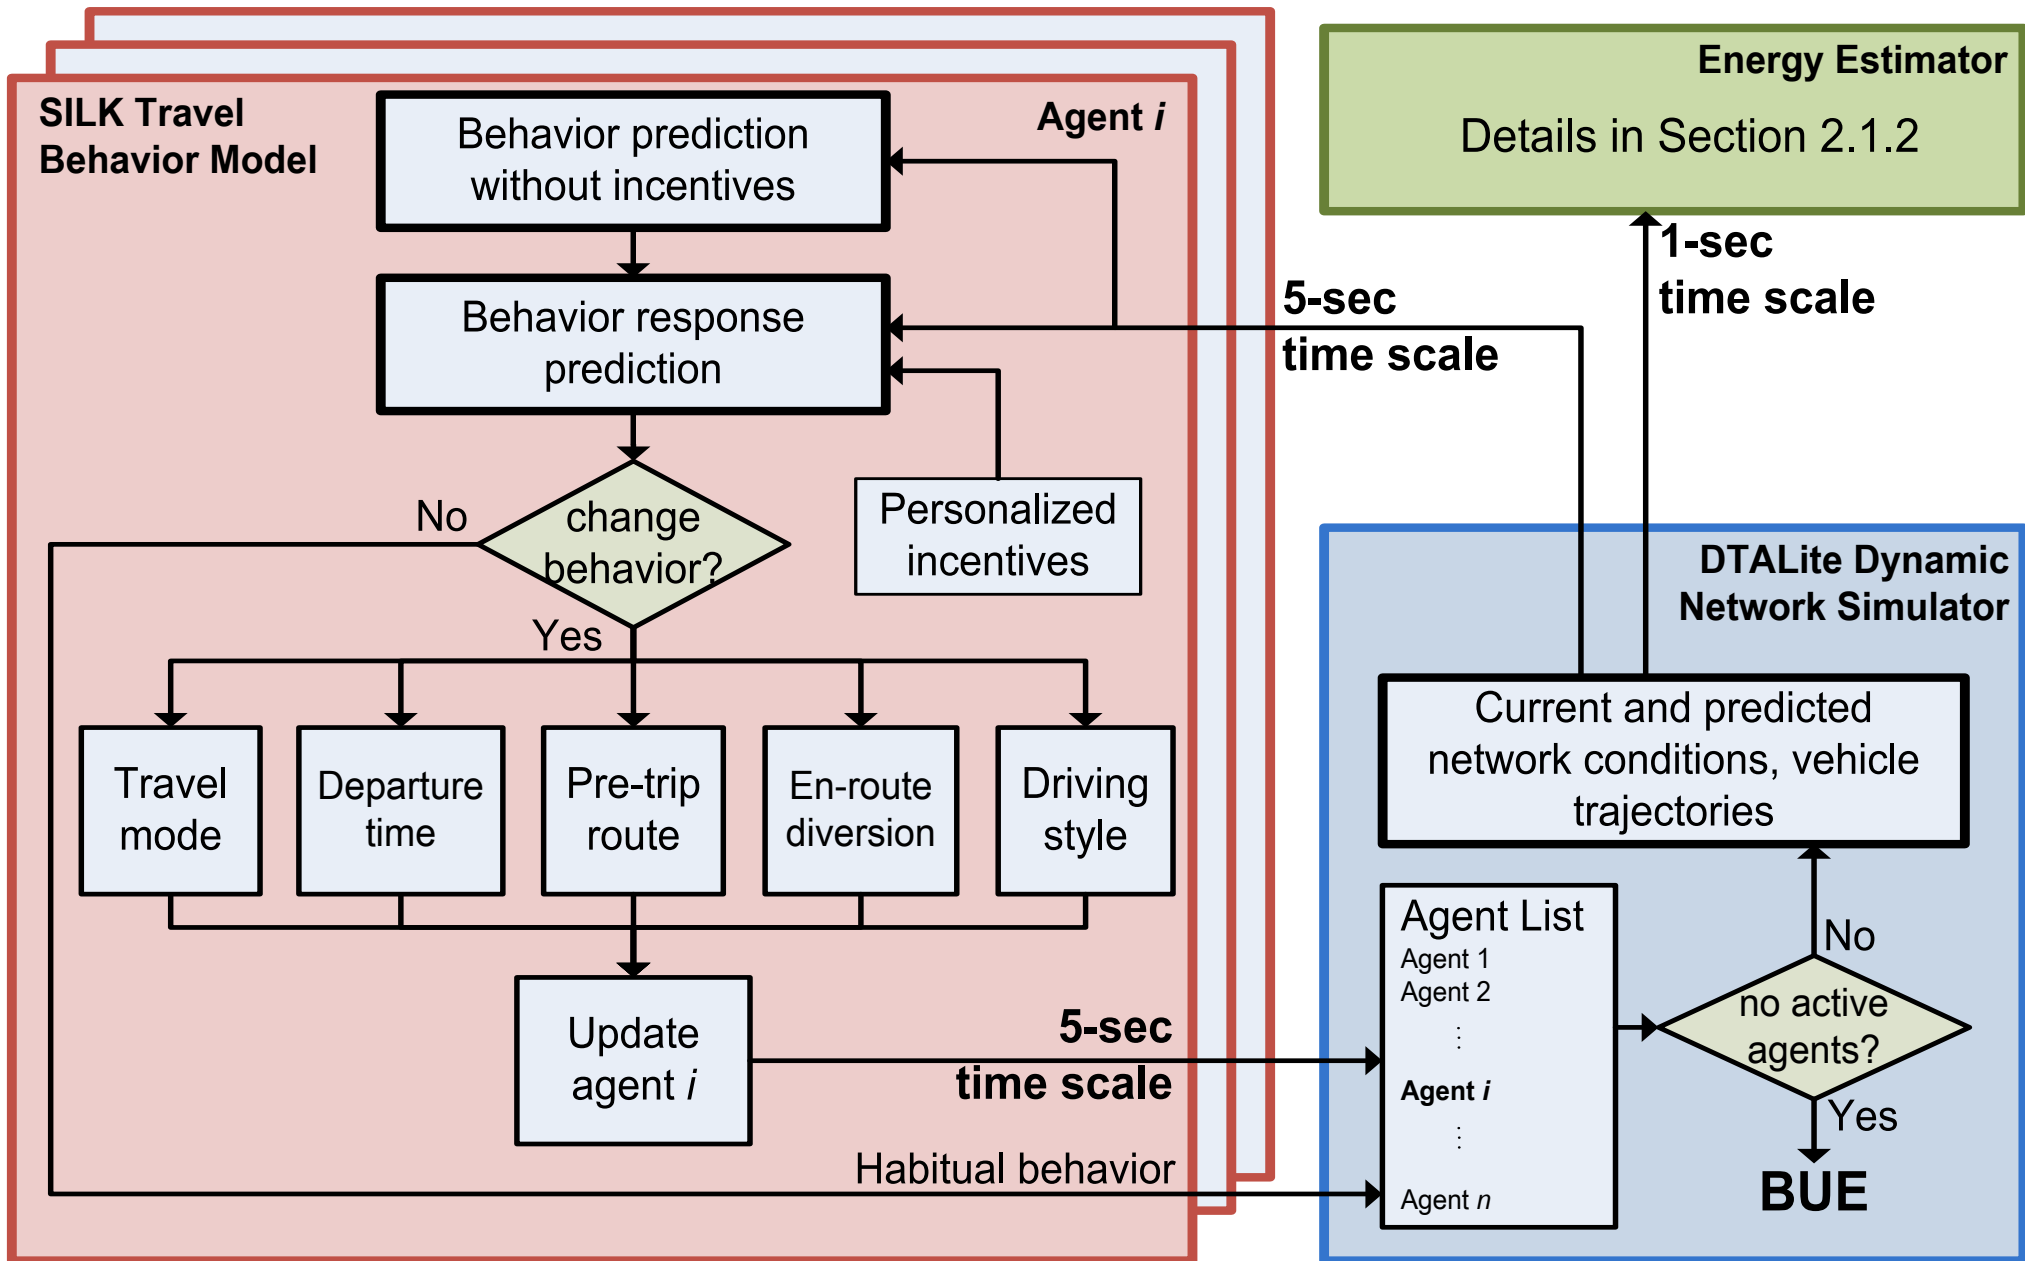 SILK Travel
Behavior Model
Agent i
Behavior prediction
without incentives
Behavior response
prediction
change
behavior?
No
Yes
Personalized
incentives
Travel
mode
Departure
time
Pre-trip
route
En-route
diversion
Driving
style
Update
agent i
5-sec
time scale
Habitual behavior
5-sec
time scale
1-sec
time scale
Energy Estimator
Details in Section 2.1.2
DTALite Dynamic
Network Simulator
Current and predicted
network conditions, vehicle
trajectories
Agent List
Agent 1
Agent 2
⋮
Agent i
⋮
Agent n
No
no active
agents?
Yes
BUE